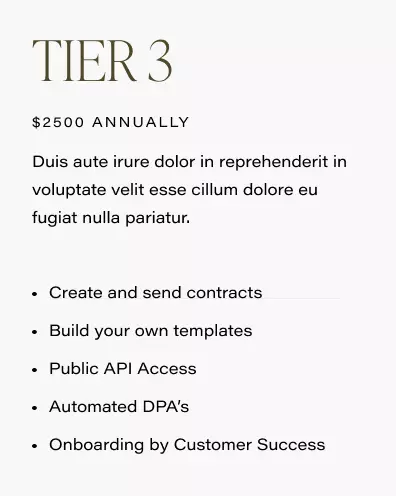 TIER 3
$2500 ANNUALLY
Duis aute irure dolor in reprehenderit in
voluptate velit esse cillum dolore eu
fugiat nulla pariatur.
• Create and send contracts
• Build your own templates
• Public API Access
• Automated DPA’s
• Onboarding by Customer Success